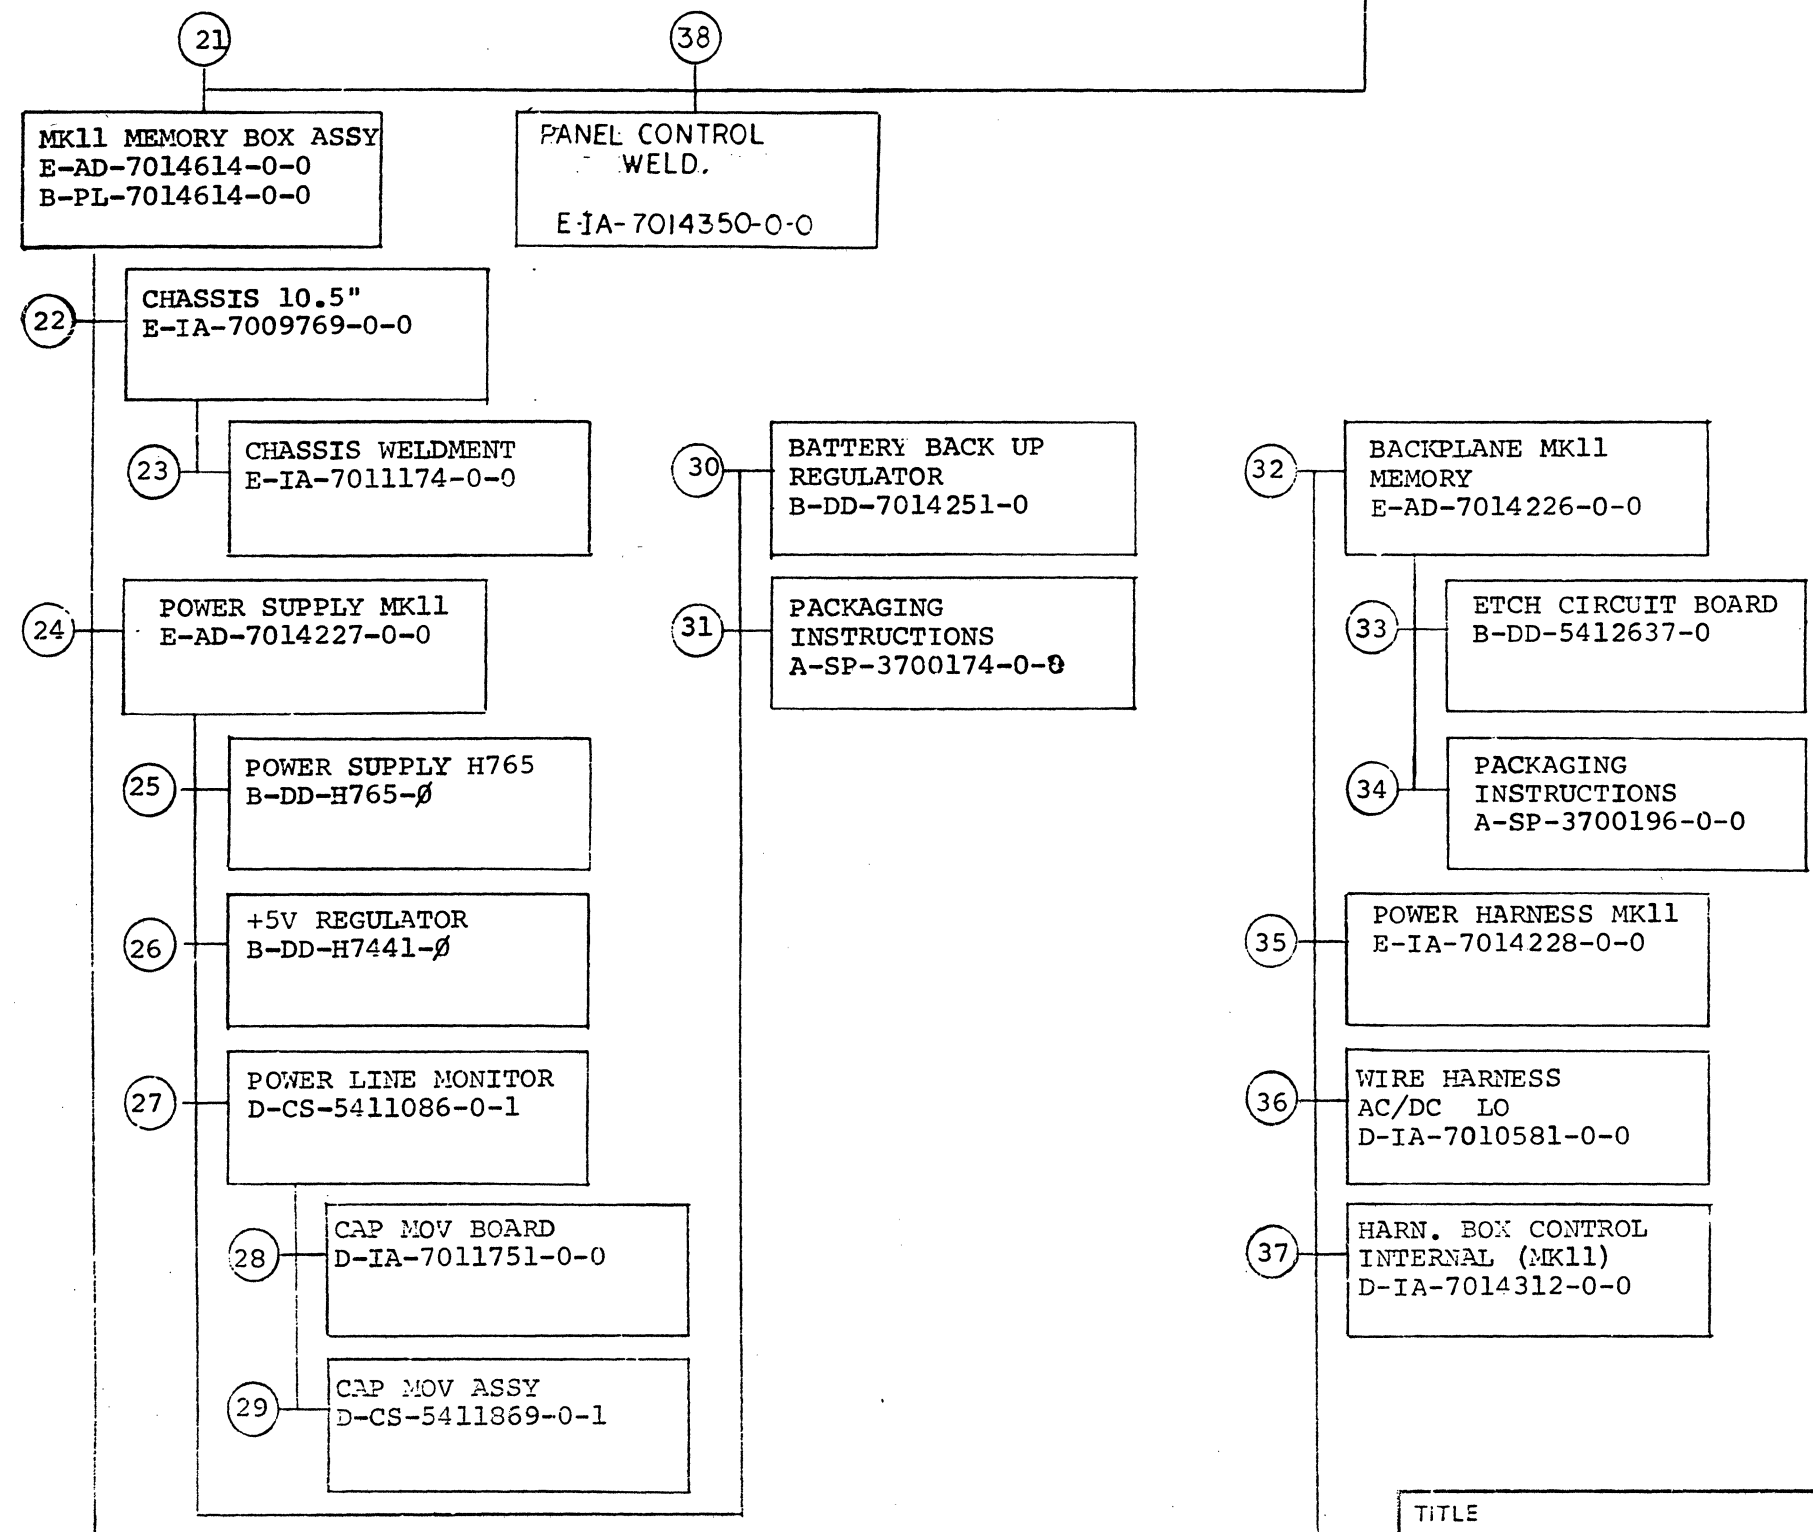 21
38
MK11 MEMORY BOX ASSY
E-AD-7014614-0-0
B-PL-7014614-0-0
PANEL CONTROL
WELD.
E-IA-7014350-0-0
22
CHASSIS 10.5"
E-IA-7009769-0-0
23
CHASSIS WELDMENT
E-IA-7011174-0-0
24
POWER SUPPLY MK11
E-AD-7014227-0-0
25
POWER SUPPLY H765
B-DD-H765-Ø
26
+5V REGULATOR
B-DD-H7441-Ø
27
POWER LINE MONITOR
D-CS-5411086-0-1
28
CAP MOV BOARD
D-IA-7011751-0-0
29
CAP MOV ASSY
D-CS-5411869-0-1
30
BATTERY BACK UP
REGULATOR
B-DD-7014251-0
31
PACKAGING
INSTRUCTIONS
A-SP-3700174-0-0
32
BACKPLANE MK11
MEMORY
E-AD-7014226-0-0
33
ETCH CIRCUIT BOARD
B-DD-5412637-0
34
PACKAGING
INSTRUCTIONS
A-SP-3700196-0-0
35
POWER HARNESS MK11
E-IA-7014228-0-0
36
WIRE HARNESS
AC/DC LO
D-IA-7010581-0-0
37
HARN. BOX CONTROL
INTERNAL (MK11)
D-IA-7014312-0-0
TITLE